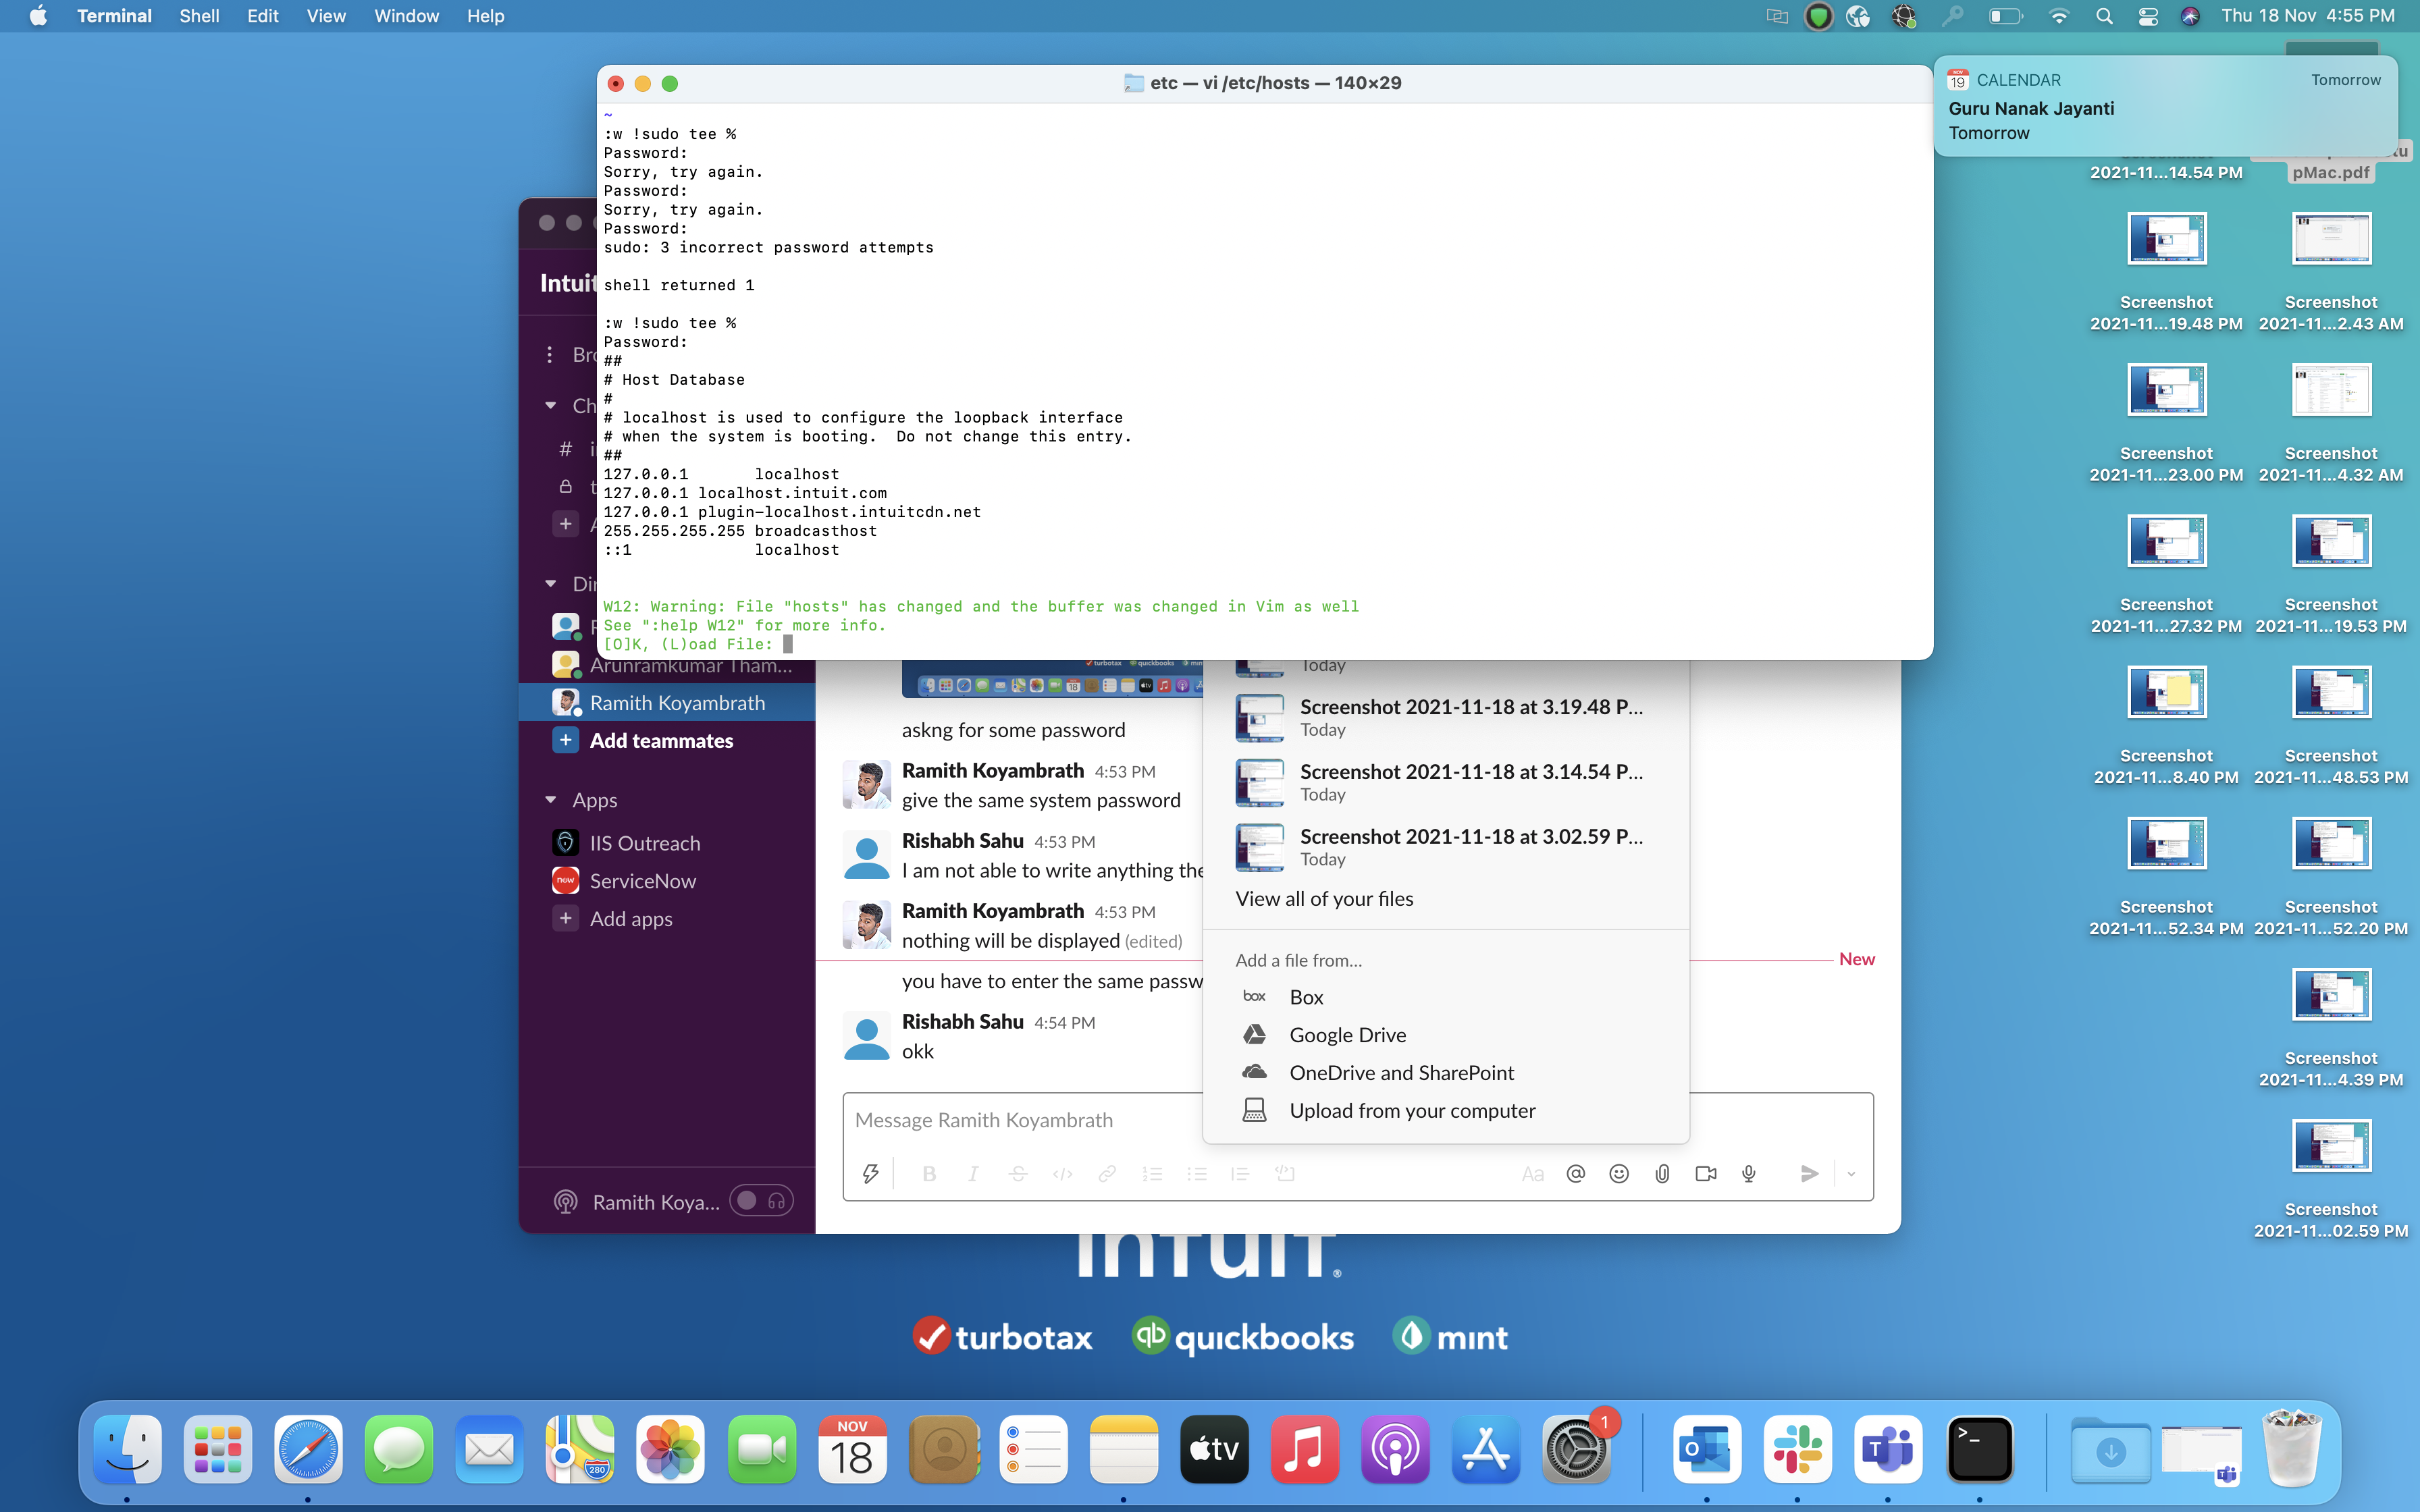 Terminal Shell Edit View Window Help
Thu 18 Nov 4:55 PM
etc — vi /etc/hosts — 140×29
~
:w !sudo tee %
Password:
Sorry, try again.
Password:
Sorry, try again.
Password:
sudo: 3 incorrect password attempts
shell returned 1
:w !sudo tee %
Password:
##
# Host Database
#
# localhost is used to configure the loopback interface
# when the system is booting.  Do not change this entry.
##
127.0.0.1       localhost
127.0.0.1 localhost.intuit.com
127.0.0.1 plugin-localhost.intuitcdn.net
255.255.255.255 broadcasthost
::1             localhost
W12: Warning: File "hosts" has changed and the buffer was changed in Vim as well
See ":help W12" for more info.
[O]K, (L)oad File:
NOV
19
CALENDAR
Tomorrow
Guru Nanak Jayanti
Tomorrow
Intuit
Bro
Ch
# i
t
A
Dir
Arunramkumar Tham...
Ramith Koyambrath
Add teammates
Apps
IIS Outreach
now
ServiceNow
Add apps
Ramith Koya...
turbotax quickbooks
askng for some password
Ramith Koyambrath 4:53 PM
give the same system password
Rishabh Sahu 4:53 PM
I am not able to write anything the
Ramith Koyambrath 4:53 PM
nothing will be displayed (edited)
New
you have to enter the same passw
Rishabh Sahu 4:54 PM
okk
Message Ramith Koyambrath
B I S </>
Aa @
Today
Screenshot 2021-11-18 at 3.19.48 P...
Today
Screenshot 2021-11-18 at 3.14.54 P...
Today
Screenshot 2021-11-18 at 3.02.59 P...
Today
View all of your files
Add a file from...
box Box
Google Drive
OneDrive and SharePoint
Upload from your computer
2021-11...14.54 PM
tu
pMac.pdf
Screenshot
2021-11...19.48 PM
Screenshot
2021-11...2.43 AM
Screenshot
2021-11...23.00 PM
Screenshot
2021-11...4.32 AM
Screenshot
2021-11...27.32 PM
Screenshot
2021-11...19.53 PM
Screenshot
2021-11...8.40 PM
Screenshot
2021-11...48.53 PM
Screenshot
2021-11...52.34 PM
Screenshot
2021-11...52.20 PM
Screenshot
2021-11...4.39 PM
Screenshot
2021-11...02.59 PM
intuit
turbotax
qb quickbooks
mint
280
NOV
18
tv
1
O
T
>_
T